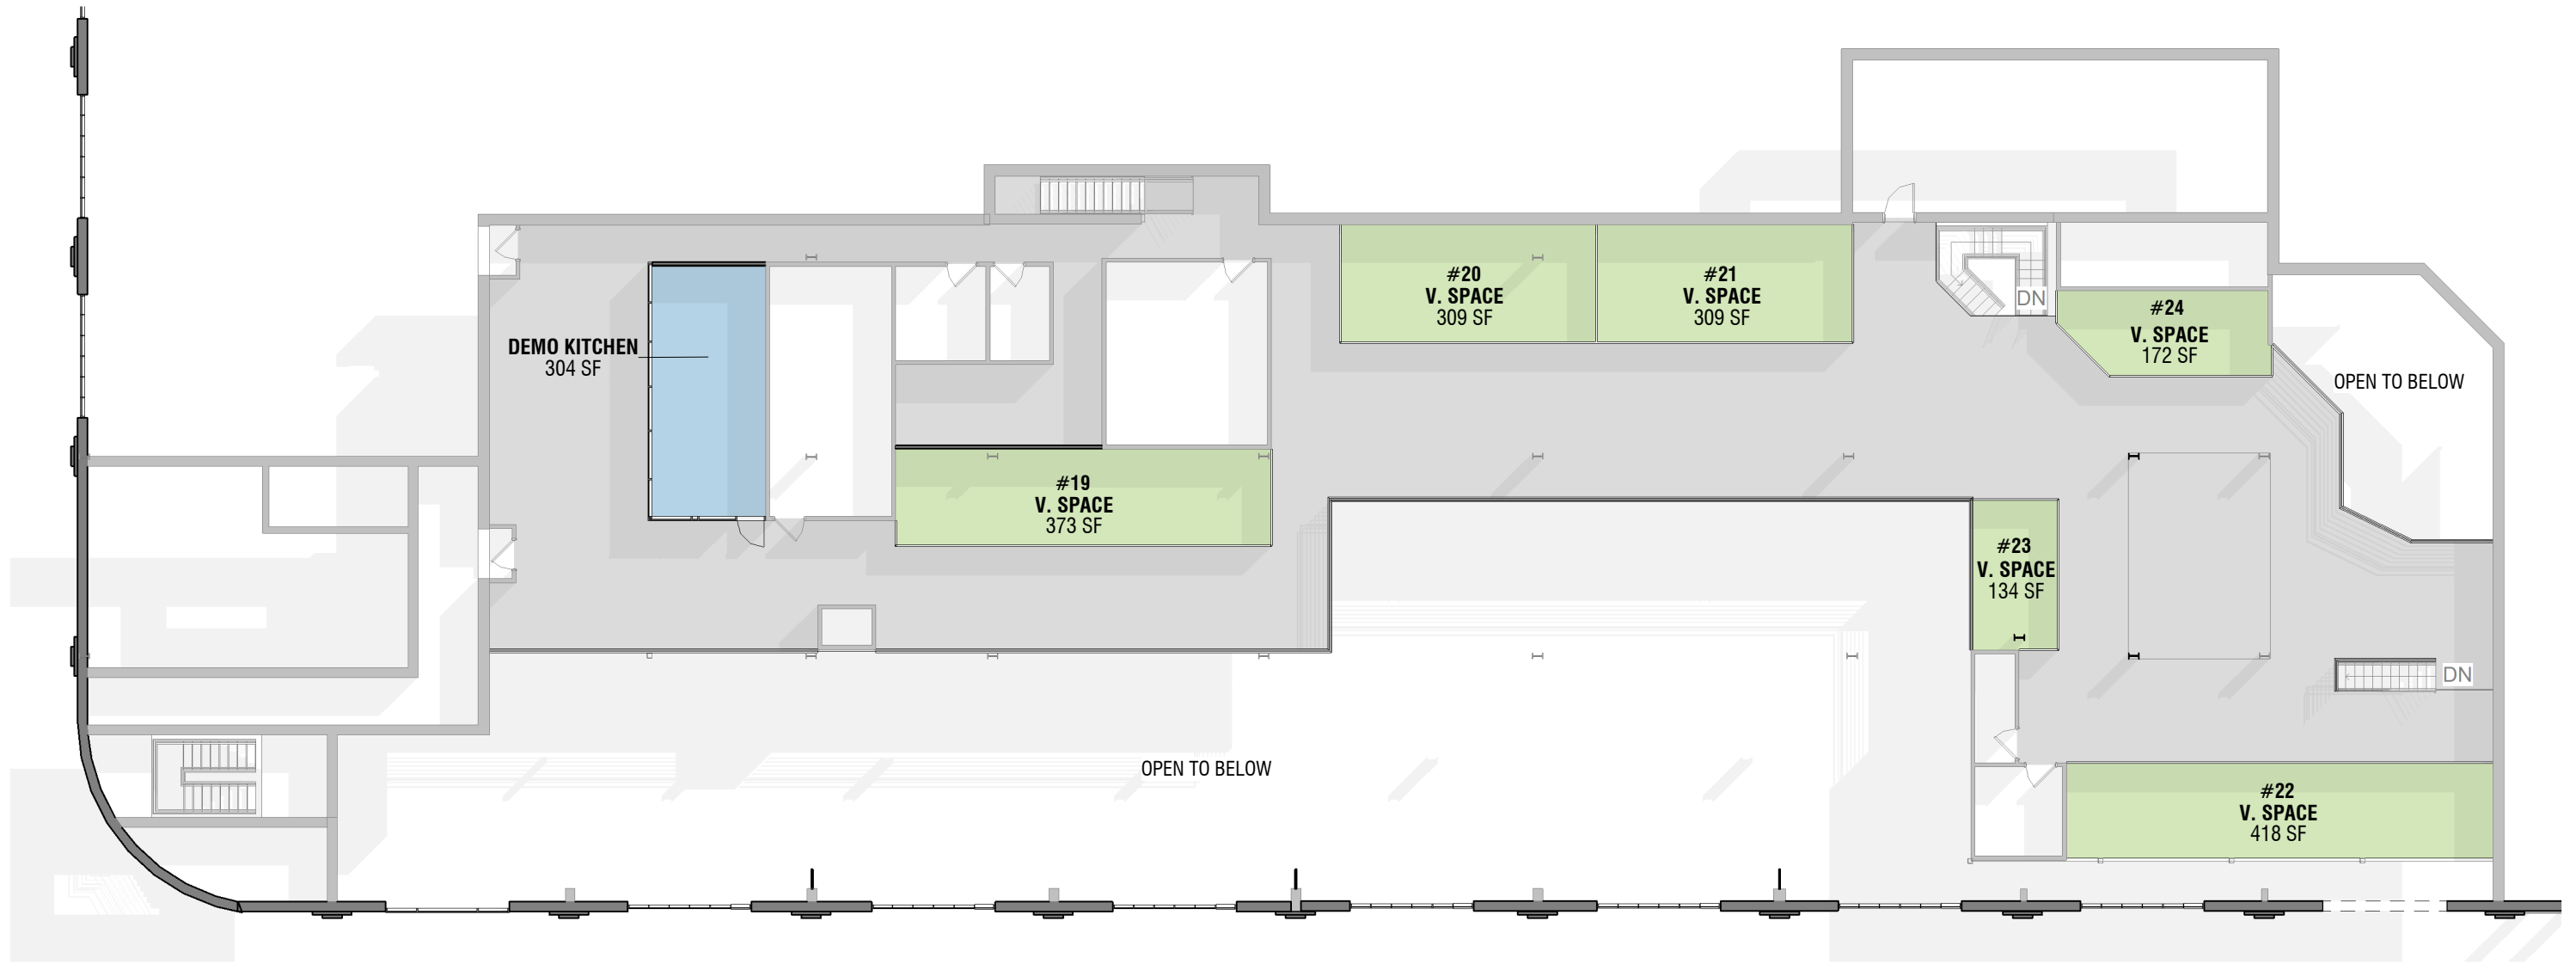 #20
V. SPACE
309 SF
#21
V. SPACE
309 SF
DN
#24
V. SPACE
172 SF
DEMO KITCHEN
304 SF
OPEN TO BELOW
#19
V. SPACE
373 SF
#23
V. SPACE
134 SF
DN
OPEN TO BELOW
#22
V. SPACE
418 SF